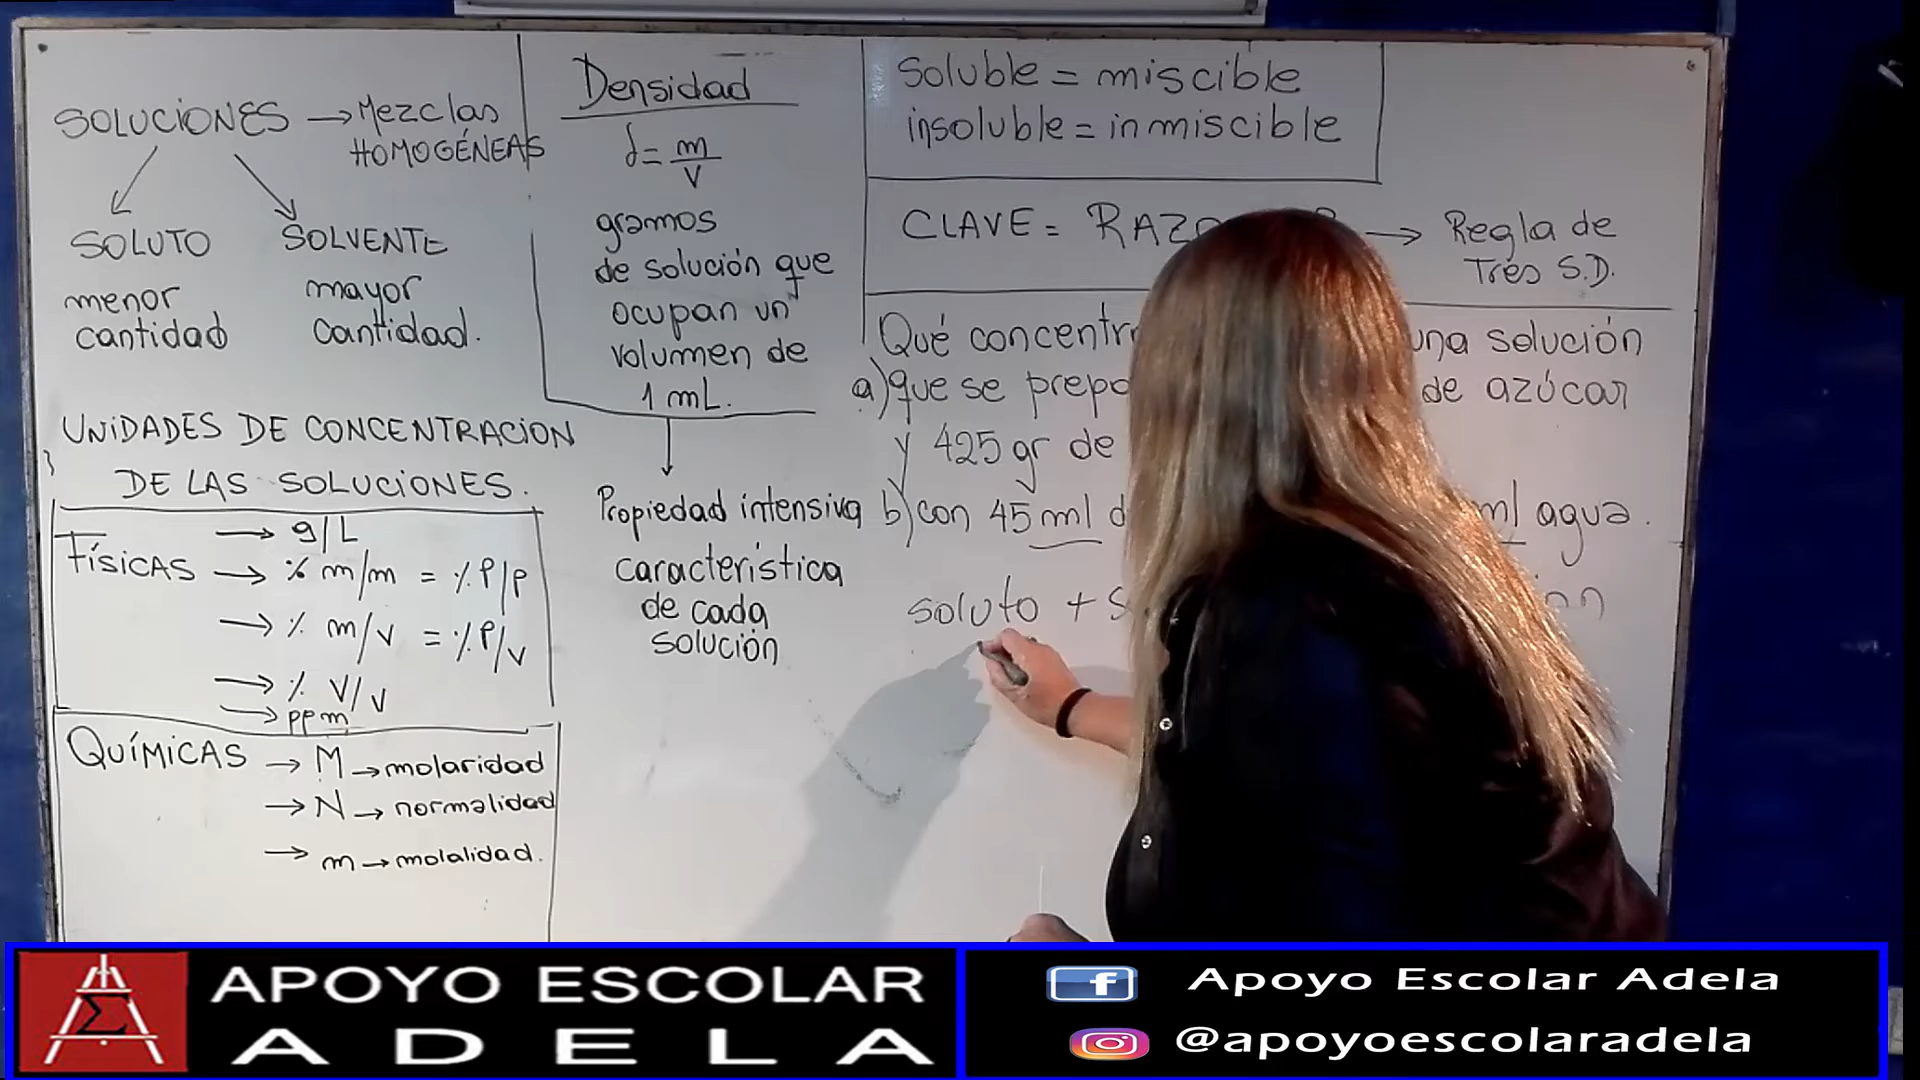 SOLUCIONES → Mezclas
HOMOGÉNEAS
SOLUTO
menor
cantidad
SOLVENTE
mayor
cantidad.
UNIDADES DE CONCENTRACION
DE LAS SOLUCIONES.
FísicAS → g/L
→ % m/m = % P/P
→ % m/v = % P/v
→ % V/V
→ ppm
QUÍMICAS → M → molaridad
→ N → normalidad
→ m → molalidad.
Densidad
d = m/V
gramos
de solución que
ocupan un
volumen de
1 mL.
Propiedad intensiva
característica
de cada
solución
soluble = miscible
insoluble = inmiscible
CLAVE = → Regla de
Tres S.D.
Qué una solución
a) que se de azúcar
y 425 gr de
b) con 45 ml ml agua.
soluto +
APOYO ESCOLAR
ADELA
Apoyo Escolar Adela
@apoyoescolaradela